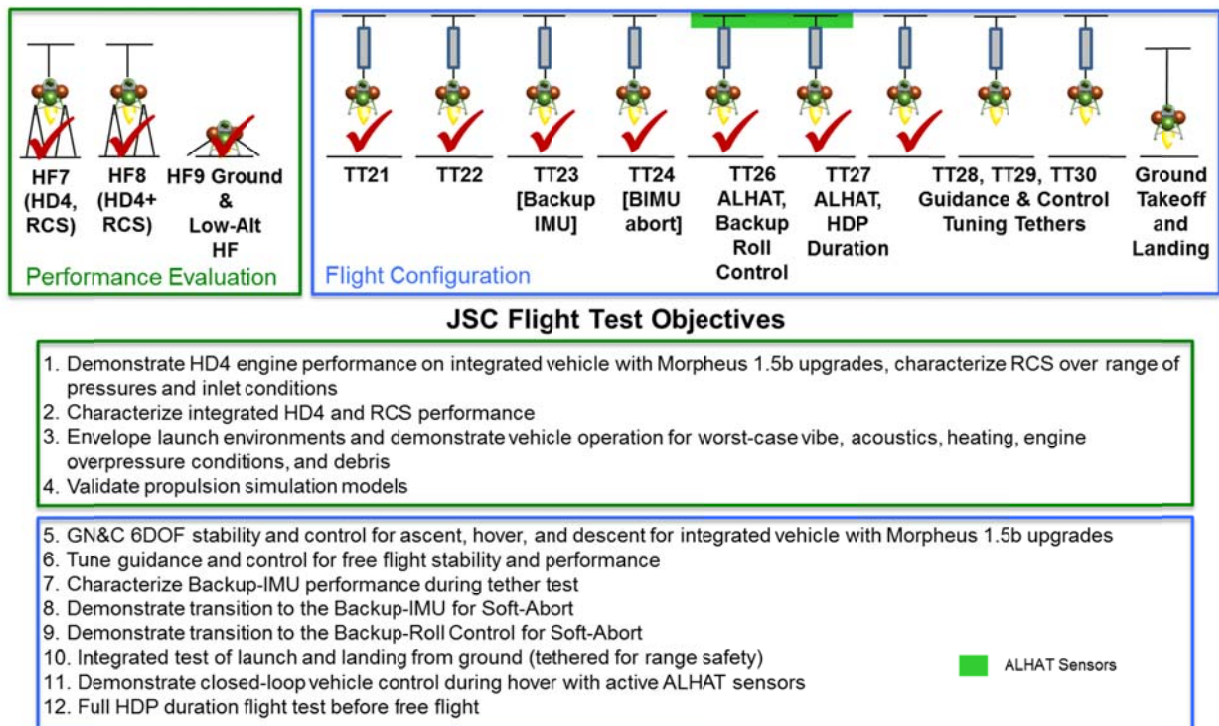 HF7
(HD4,
RCS)
HF8
(HD4+
RCS)
HF9 Ground
&
Low-Alt
HF
Performance Evaluation
TT21
TT22
TT23
[Backup
IMU]
TT24
[BIMU
abort]
TT26
ALHAT,
Backup
Roll
Control
TT27
ALHAT,
HDP
Duration
TT28, TT29, TT30
Guidance & Control
Tuning Tethers
Ground
Takeoff
and
Landing
Flight Configuration
JSC Flight Test Objectives
1. Demonstrate HD4 engine performance on integrated vehicle with Morpheus 1.5b upgrades, characterize RCS over range of
pressures and inlet conditions
2. Characterize integrated HD4 and RCS performance
3. Envelope launch environments and demonstrate vehicle operation for worst-case vibe, acoustics, heating, engine
overpressure conditions, and debris
4. Validate propulsion simulation models
5. GN&C 6DOF stability and control for ascent, hover, and descent for integrated vehicle with Morpheus 1.5b upgrades
6. Tune guidance and control for free flight stability and performance
7. Characterize Backup-IMU performance during tether test
8. Demonstrate transition to the Backup-IMU for Soft-Abort
9. Demonstrate transition to the Backup-Roll Control for Soft-Abort
10. Integrated test of launch and landing from ground (tethered for range safety)
11. Demonstrate closed-loop vehicle control during hover with active ALHAT sensors
12. Full HDP duration flight test before free flight
ALHAT Sensors